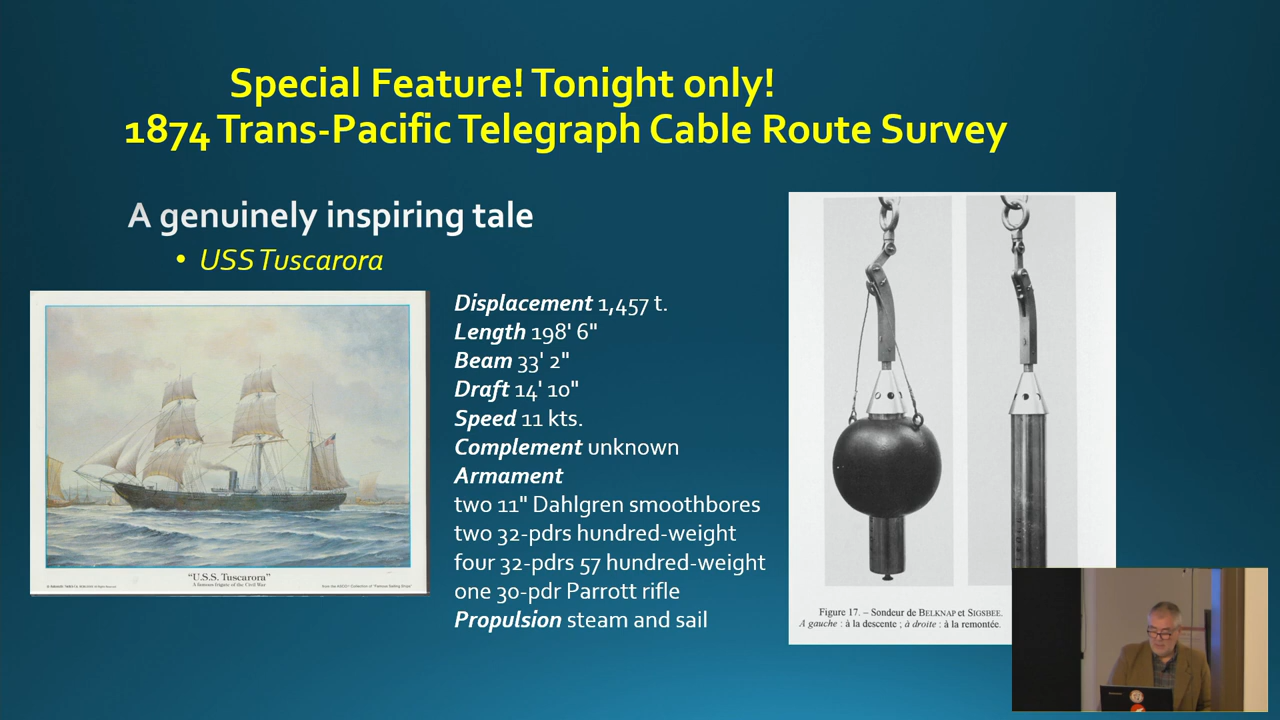 Special Feature! Tonight only!
1874 Trans-Pacific Telegraph Cable Route Survey
A genuinely inspiring tale
• USS Tuscarora
Displacement 1,457 t.
Length 198' 6"
Beam 33' 2"
Draft 14' 10"
Speed 11 kts.
Complement unknown
Armament
two 11" Dahlgren smoothbores
two 32-pdrs hundred-weight
four 32-pdrs 57 hundred-weight
one 30-pdr Parrott rifle
Propulsion steam and sail
"U.S.S. Tuscarora"
A famous frigate of the Civil War
Figure 17. – Sondeur de BELKNAP et SIGSBEE.
A gauche : à la descente ; à droite : à la remontée.